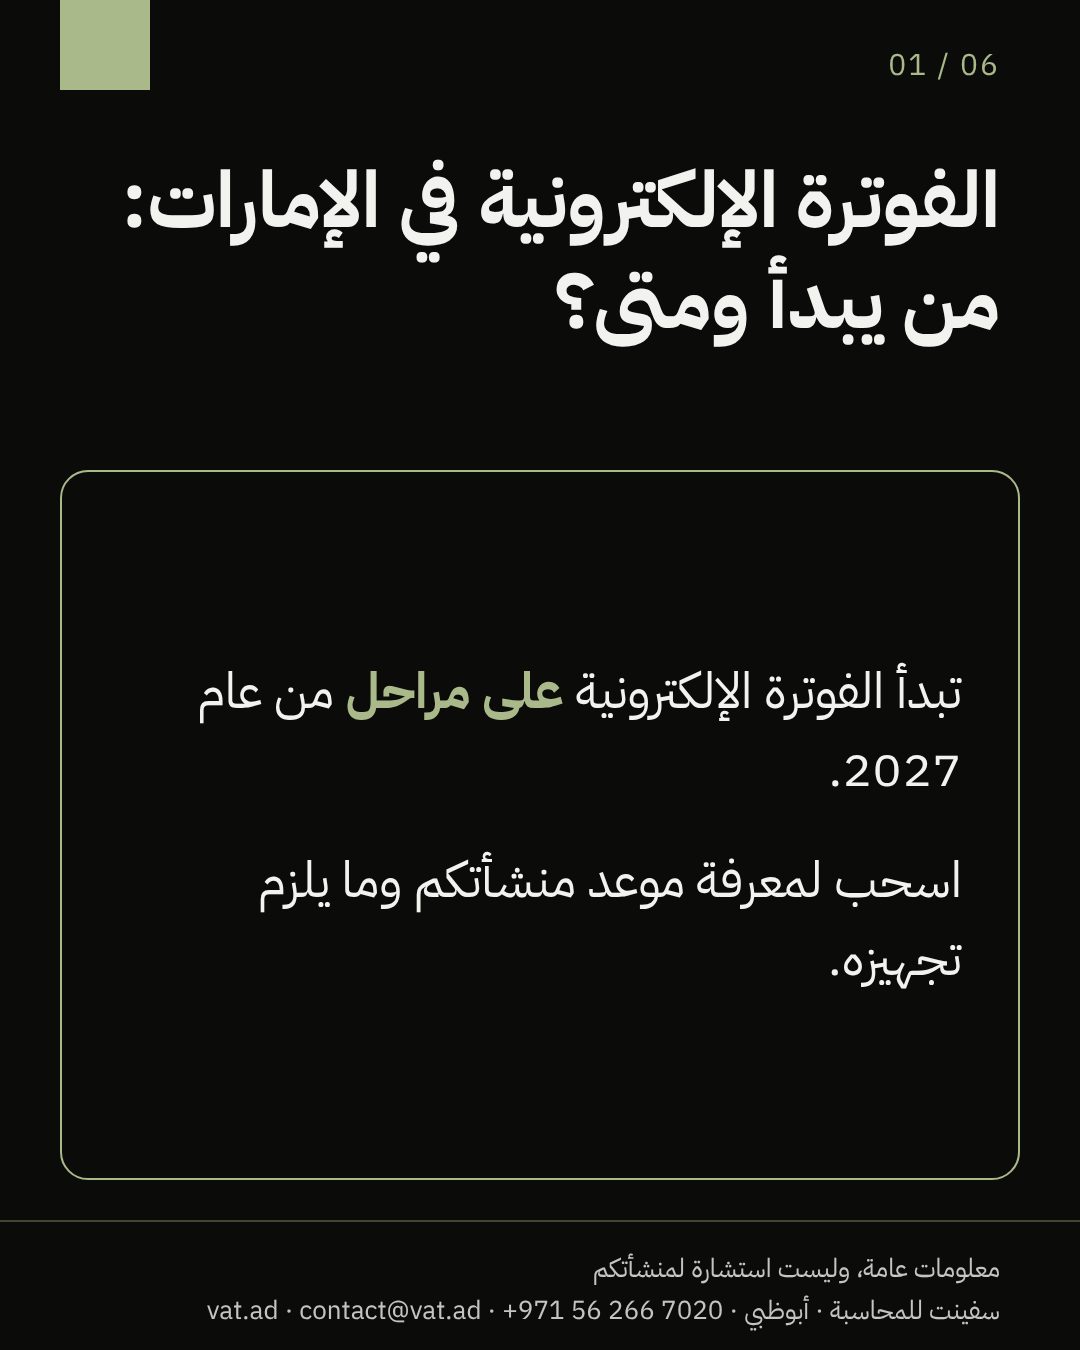 01 / 06
الفوترة الإلكترونية في الإمارات:
من يبدأ ومتى؟
تبدأ الفوترة الإلكترونية على مراحل من عام
2027.
اسحب لمعرفة موعد منشأتكم وما يلزم
تجهيزه.
معلومات عامة، وليست استشارة لمنشأتكم
سفينت للمحاسبة · أبوظبي · +971 56 266 7020 · contact@vat.ad · vat.ad